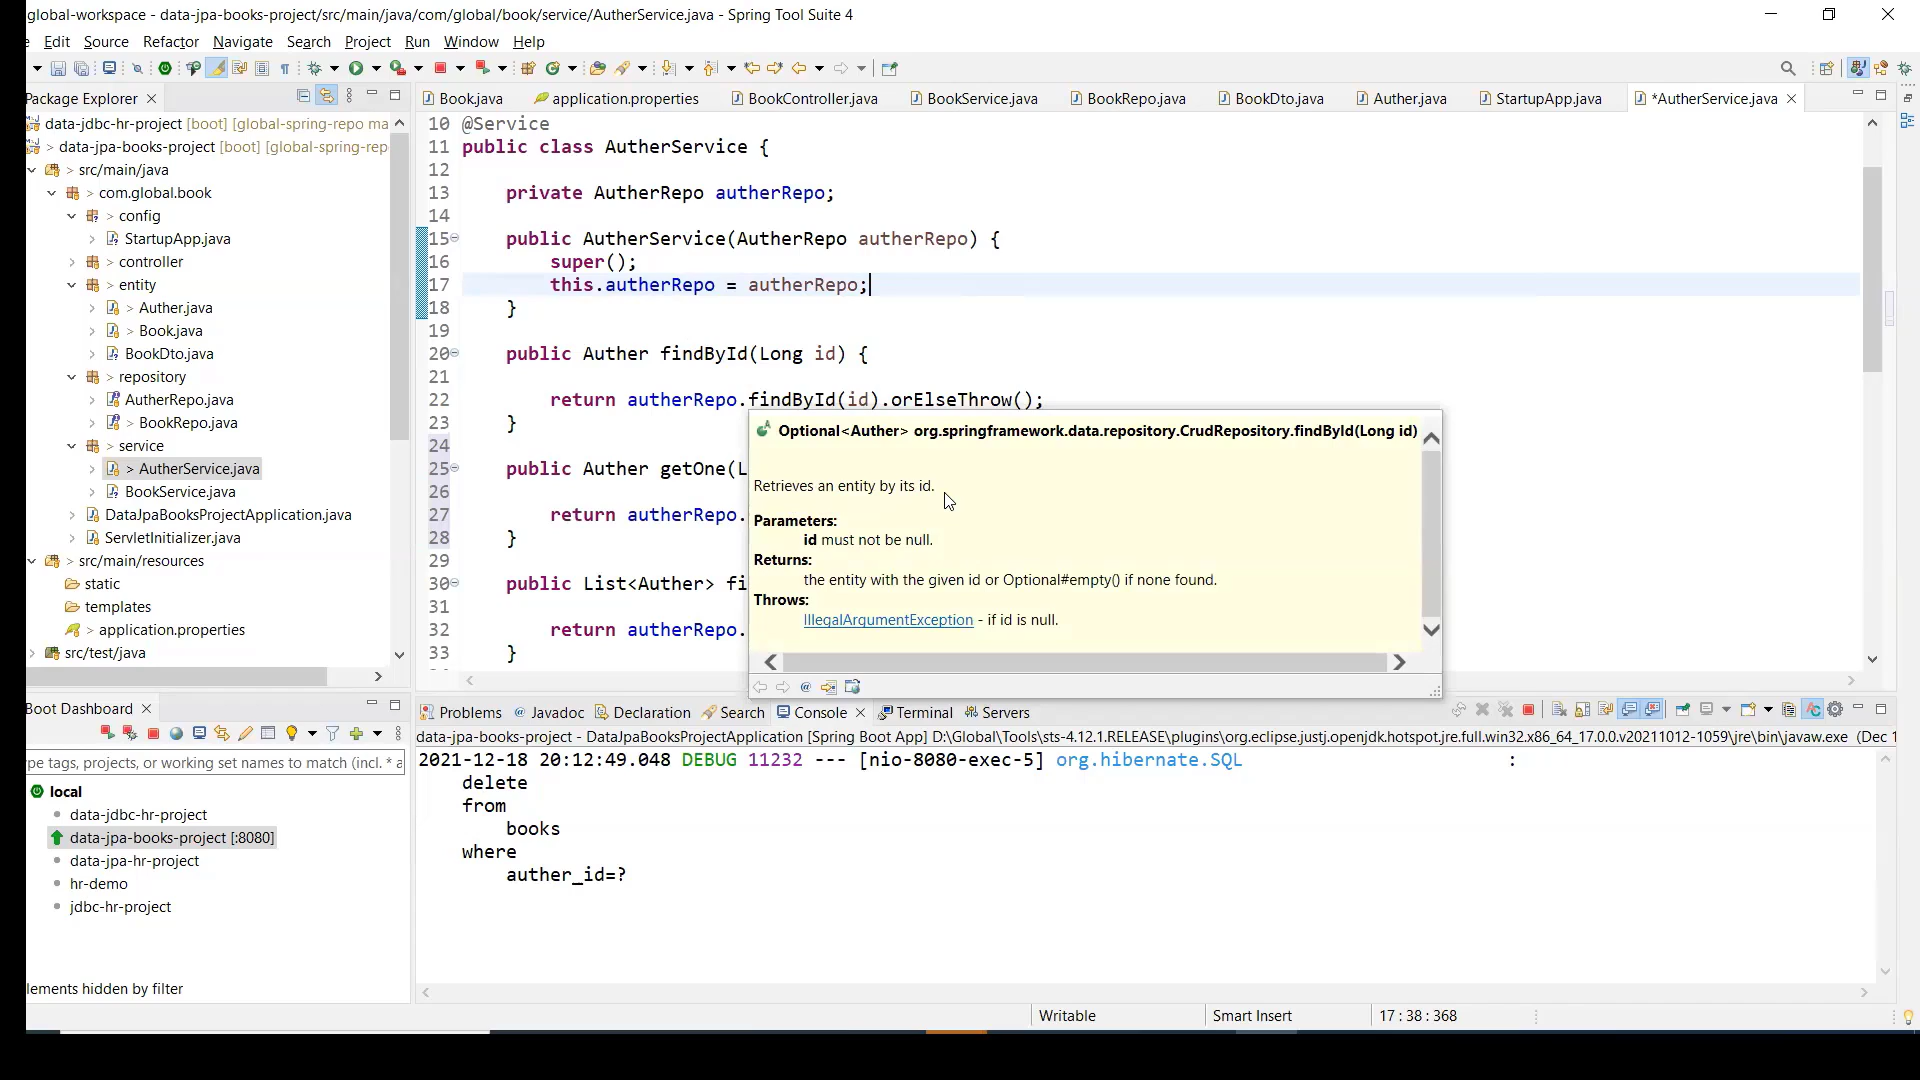 global-workspace - data-jpa-books-project/src/main/java/com/global/book/service/AutherService.java - Spring Tool Suite 4
Edit Source Refactor Navigate Search Project Run Window Help
Package Explorer
data-jdbc-hr-project [boot] [global-spring-repo ma
> data-jpa-books-project [boot] [global-spring-rep
> src/main/java
> com.global.book
> config
StartupApp.java
> controller
> entity
> Auther.java
> Book.java
BookDto.java
> repository
AutherRepo.java
> BookRepo.java
> service
> AutherService.java
BookService.java
DataJpaBooksProjectApplication.java
ServletInitializer.java
> src/main/resources
static
templates
> application.properties
> src/test/java
Book.java application.properties BookController.java BookService.java BookRepo.java BookDto.java Auther.java StartupApp.java *AutherService.java
10 @Service
11 public class AutherService {
12
13 private AutherRepo autherRepo;
14
15 public AutherService(AutherRepo autherRepo) {
16 super();
17 this.autherRepo = autherRepo;
18 }
19
20 public Auther findById(Long id) {
21
22 return autherRepo.findById(id).orElseThrow();
23 }
24
25 public Auther getOne(L
26
27 return autherRepo.
28 }
29
30 public List<Auther> fi
31
32 return autherRepo.
33 }
Optional<Auther> org.springframework.data.repository.CrudRepository.findById(Long id)
Retrieves an entity by its id.
Parameters:
id must not be null.
Returns:
the entity with the given id or Optional#empty() if none found.
Throws:
IllegalArgumentException - if id is null.
Boot Dashboard
pe tags, projects, or working set names to match (incl. * a
local
data-jdbc-hr-project
data-jpa-books-project [:8080]
data-jpa-hr-project
hr-demo
jdbc-hr-project
lements hidden by filter
Problems Javadoc Declaration Search Console Terminal Servers
data-jpa-books-project - DataJpaBooksProjectApplication [Spring Boot App] D:\Global\Tools\sts-4.12.1.RELEASE\plugins\org.eclipse.justj.openjdk.hotspot.jre.full.win32.x86_64_17.0.0.v20211012-1059\jre\bin\javaw.exe (Dec 1
2021-12-18 20:12:49.048 DEBUG 11232 --- [nio-8080-exec-5] org.hibernate.SQL :
delete
from
books
where
auther_id=?
Writable Smart Insert 17 : 38 : 368